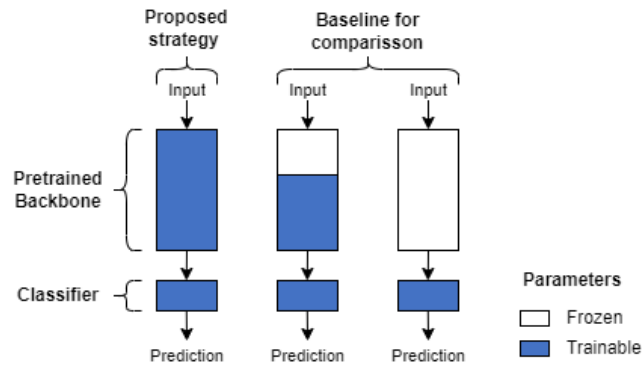 Proposed
strategy
Baseline for
comparisson
Input
Input
Input
Pretrained
Backbone
Classifier
Parameters
Frozen
Trainable
Prediction
Prediction
Prediction